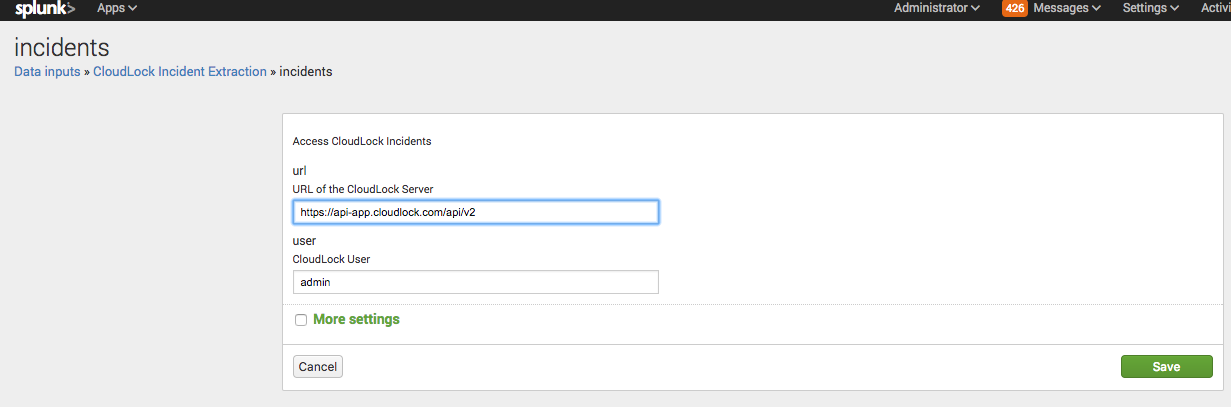 splunk> Apps Administrator 426 Messages Settings Activi
incidents
Data inputs » CloudLock Incident Extraction » incidents
Access CloudLock Incidents
url
URL of the CloudLock Server
https://api-app.cloudlock.com/api/v2
user
CloudLock User
admin
More settings
Cancel Save